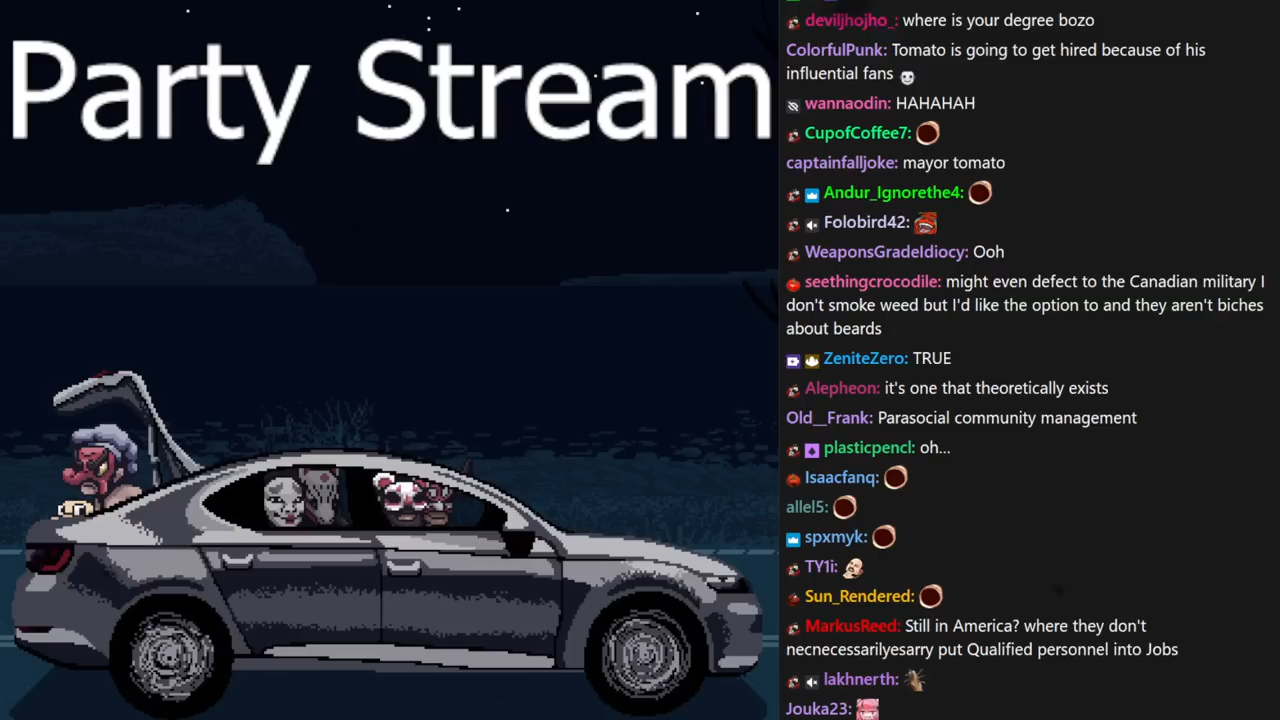 Party Stream
deviljhojho_: where is your degree bozo
ColorfulPunk: Tomato is going to get hired because of his
influential fans
wannaodin: HAHAHAH
CupofCoffee7:
captainfalljoke: mayor tomato
Andur_Ignorethe4:
Folobird42:
WeaponsGradeIdiocy: Ooh
seethingcrocodile: might even defect to the Canadian military I
don't smoke weed but I'd like the option to and they aren't biches
about beards
ZeniteZero: TRUE
Alepheon: it's one that theoretically exists
Old__Frank: Parasocial community management
plasticpencl: oh...
Isaacfanq:
allel5:
spxmyk:
TY1i:
Sun_Rendered:
MarkusReed: Still in America? where they don't
necnecessarilyesarry put Qualified personnel into Jobs
lakhnerth:
Jouka23: